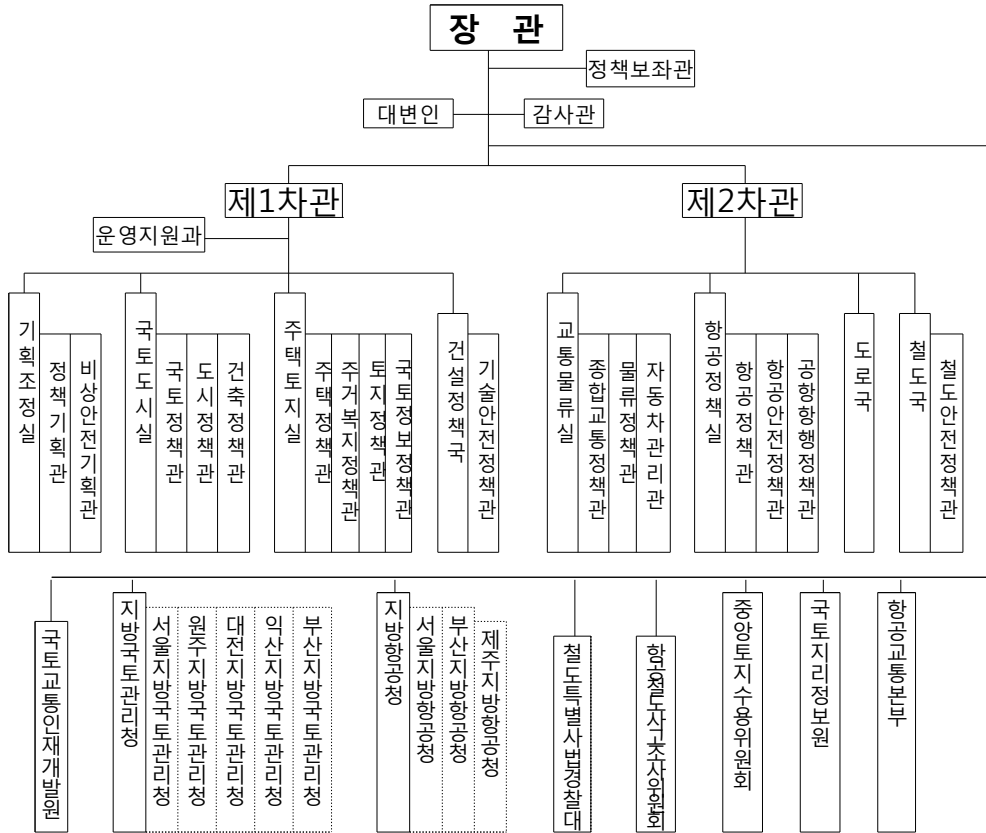 장 관
정책보좌관
대변인
감사관
제1차관
제2차관
운영지원과
기획조정실
정책기획관
비상안전기획관
국토도시실
국토정책관
도시정책관
건축정책관
주택토지실
주택정책관
주거복지정책관
토지정책관
국토정보정책관
건설정책국
기술안전정책관
교통물류실
종합교통정책관
물류정책관
자동차관리관
항공정책실
항공정책관
항공안전정책관
공항항행정책관
도로국
철도국
철도안전정책관
국토교통인재개발원
지방국토관리청
서울지방국토관리청
원주지방국토관리청
대전지방국토관리청
익산지방국토관리청
부산지방국토관리청
지방항공청
서울지방항공청
부산지방항공청
제주지방항공청
철도특별사법경찰대
항공철도사고조사위원회
중앙토지수용위원회
국토지리정보원
항공교통본부